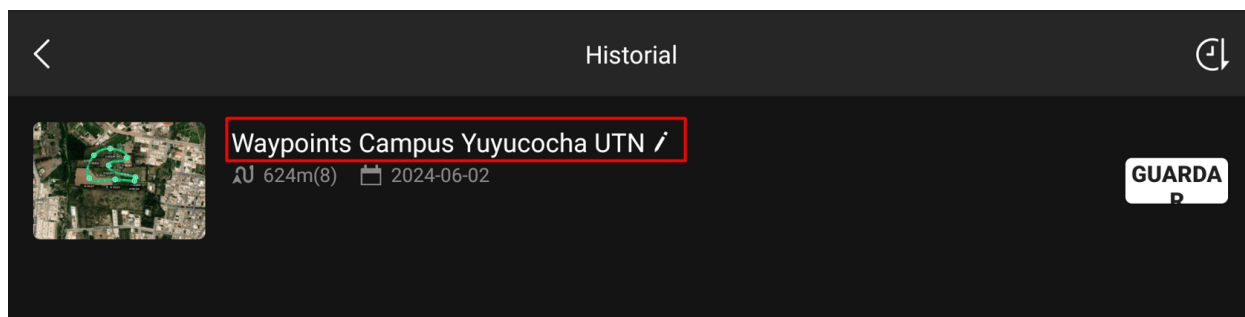 Historial
Waypoints Campus Yuyucocha UTN
624m(8) 2024-06-02
GUARDA
R